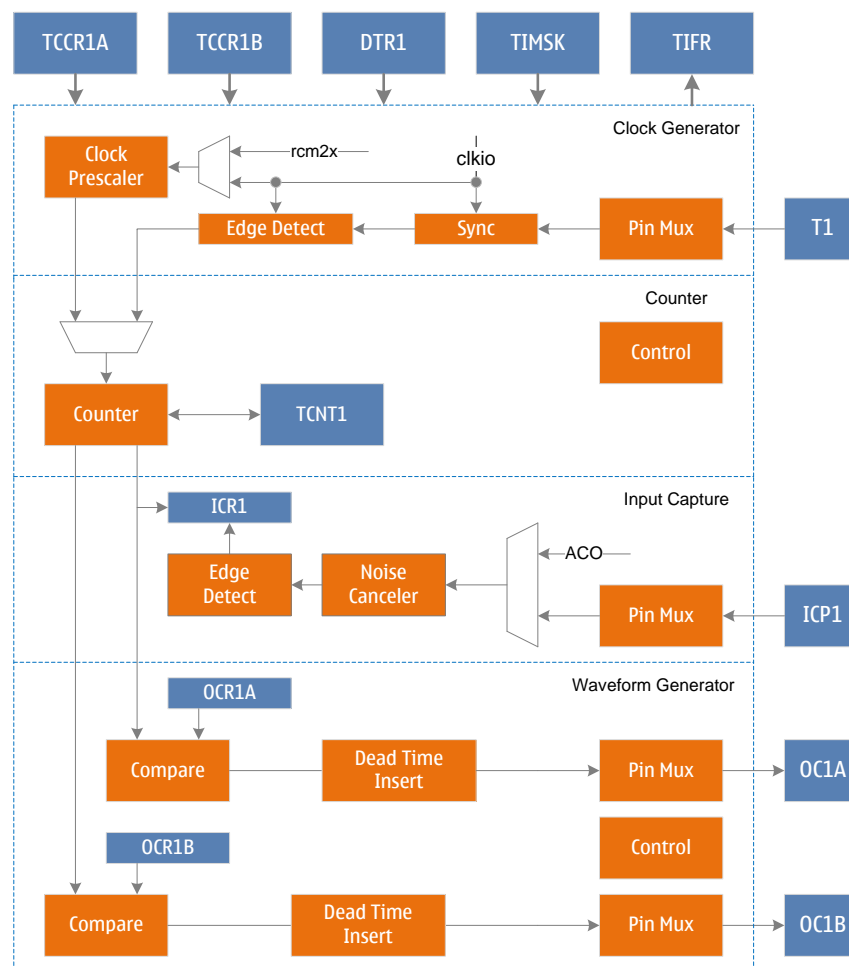 TCCR1A
TCCR1B
DTR1
TIMSK
TIFR
Clock Generator
Clock
Prescaler
rcm2x
clkio
Edge Detect
Sync
Pin Mux
T1
Counter
Control
Counter
TCNT1
Input Capture
ICR1
Edge
Detect
Noise
Canceler
ACO
Pin Mux
ICP1
Waveform Generator
OCR1A
Compare
Dead Time
Insert
Pin Mux
OC1A
OCR1B
Control
Compare
Dead Time
Insert
Pin Mux
OC1B